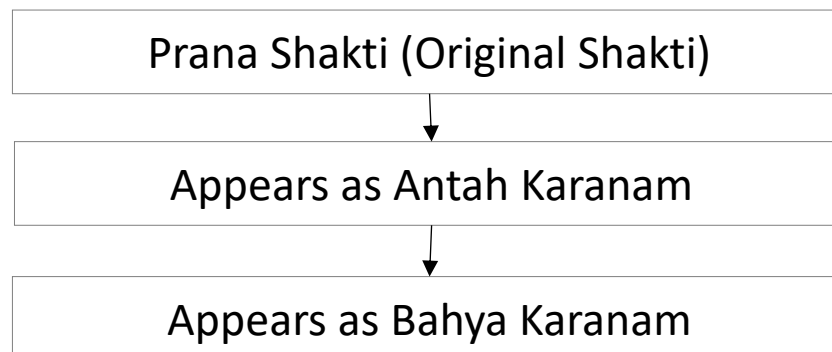 Prana Shakti (Original Shakti)
Appears as Antah Karanam
Appears as Bahya Karanam